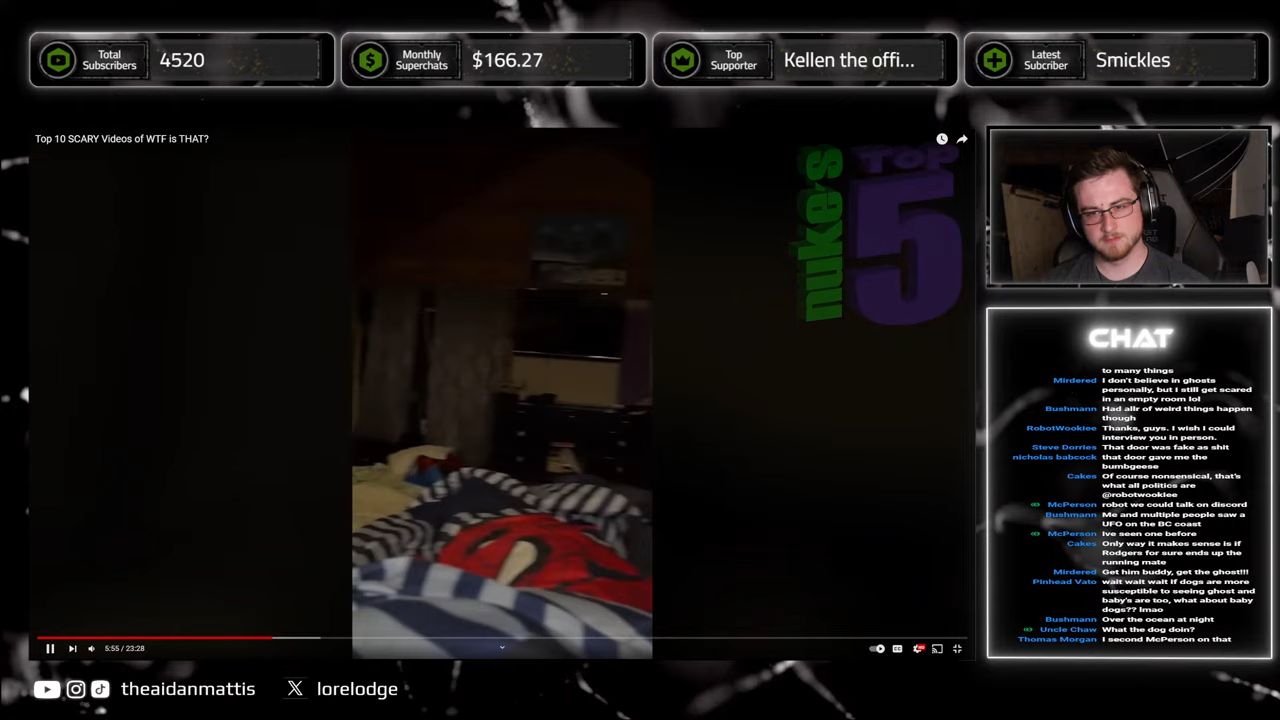 Total
Subscribers
4520
Monthly
Superchats
$166.27
Top
Supporter
Kellen the offi...
Latest
Subcriber
Smickles
Top 10 SCARY Videos of WTF is THAT?
nuke's
Top
5
CHAT
to many things
Mirdered I don't believe in ghosts
personally, but I still get scared
in an empty room lol
Bushmann Had allr of weird things happen
though
RobotWookiee Thanks, guys. I wish I could
interview you in person.
Steve Dorries That door was fake as shit
nicholas babcock that door gave me the
bumbgeese
Cakes Of course nonsensical, that's
what all politics are
@robotwookiee
McPerson robot we could talk on discord
Bushmann Me and multiple people saw a
UFO on the BC coast
McPerson Ive seen one before
Cakes Only way it makes sense is if
Rodgers for sure ends up the
running mate
Mirdered Get him buddy, get the ghost!!!
Pinhead Vato wait wait wait if dogs are more
susceptible to seeing ghost and
baby's are too, what about baby
dogs?? lmao
Bushmann Over the ocean at night
Uncle Chaw What the dog doin?
Thomas Morgan I second McPerson on that
5:55 / 23:28
theaidanmattis
lorelodge